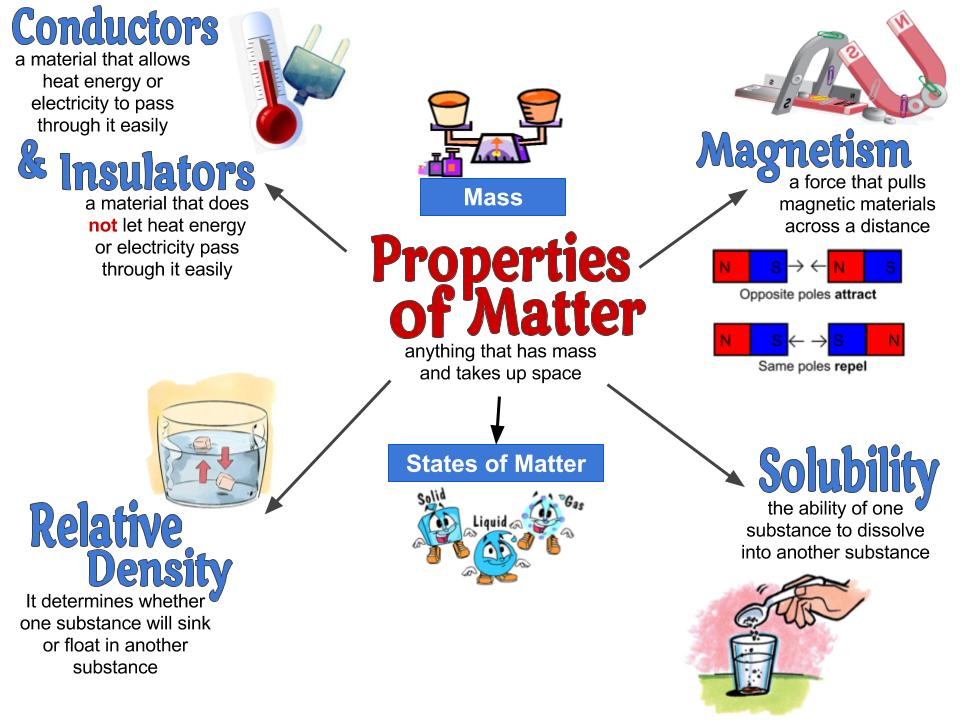 Conductors
a material that allows
heat energy or
electricity to pass
through it easily
& Insulators
a material that does
not let heat energy
or electricity pass
through it easily
Mass
Properties
of Matter
anything that has mass
and takes up space
N
S
S
N
Magnetism
a force that pulls
magnetic materials
across a distance
N S N S
Opposite poles attract
N S S N
Same poles repel
Relative
Density
It determines whether
one substance will sink
or float in another
substance
States of Matter
Solid
Liquid
Gas
Solubility
the ability of one
substance to dissolve
into another substance